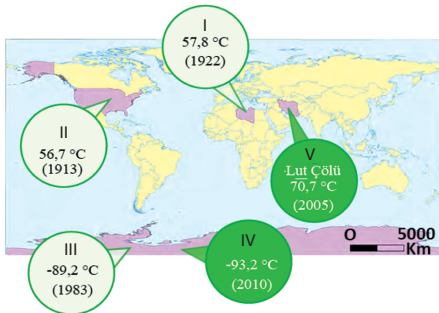 I
57,8 °C
(1922)
II
56,7 °C
(1913)
V
Lut Çölü
70,7 °C
(2005)
III
-89,2 °C
(1983)
IV
-93,2 °C
(2010)
O 5000
Km